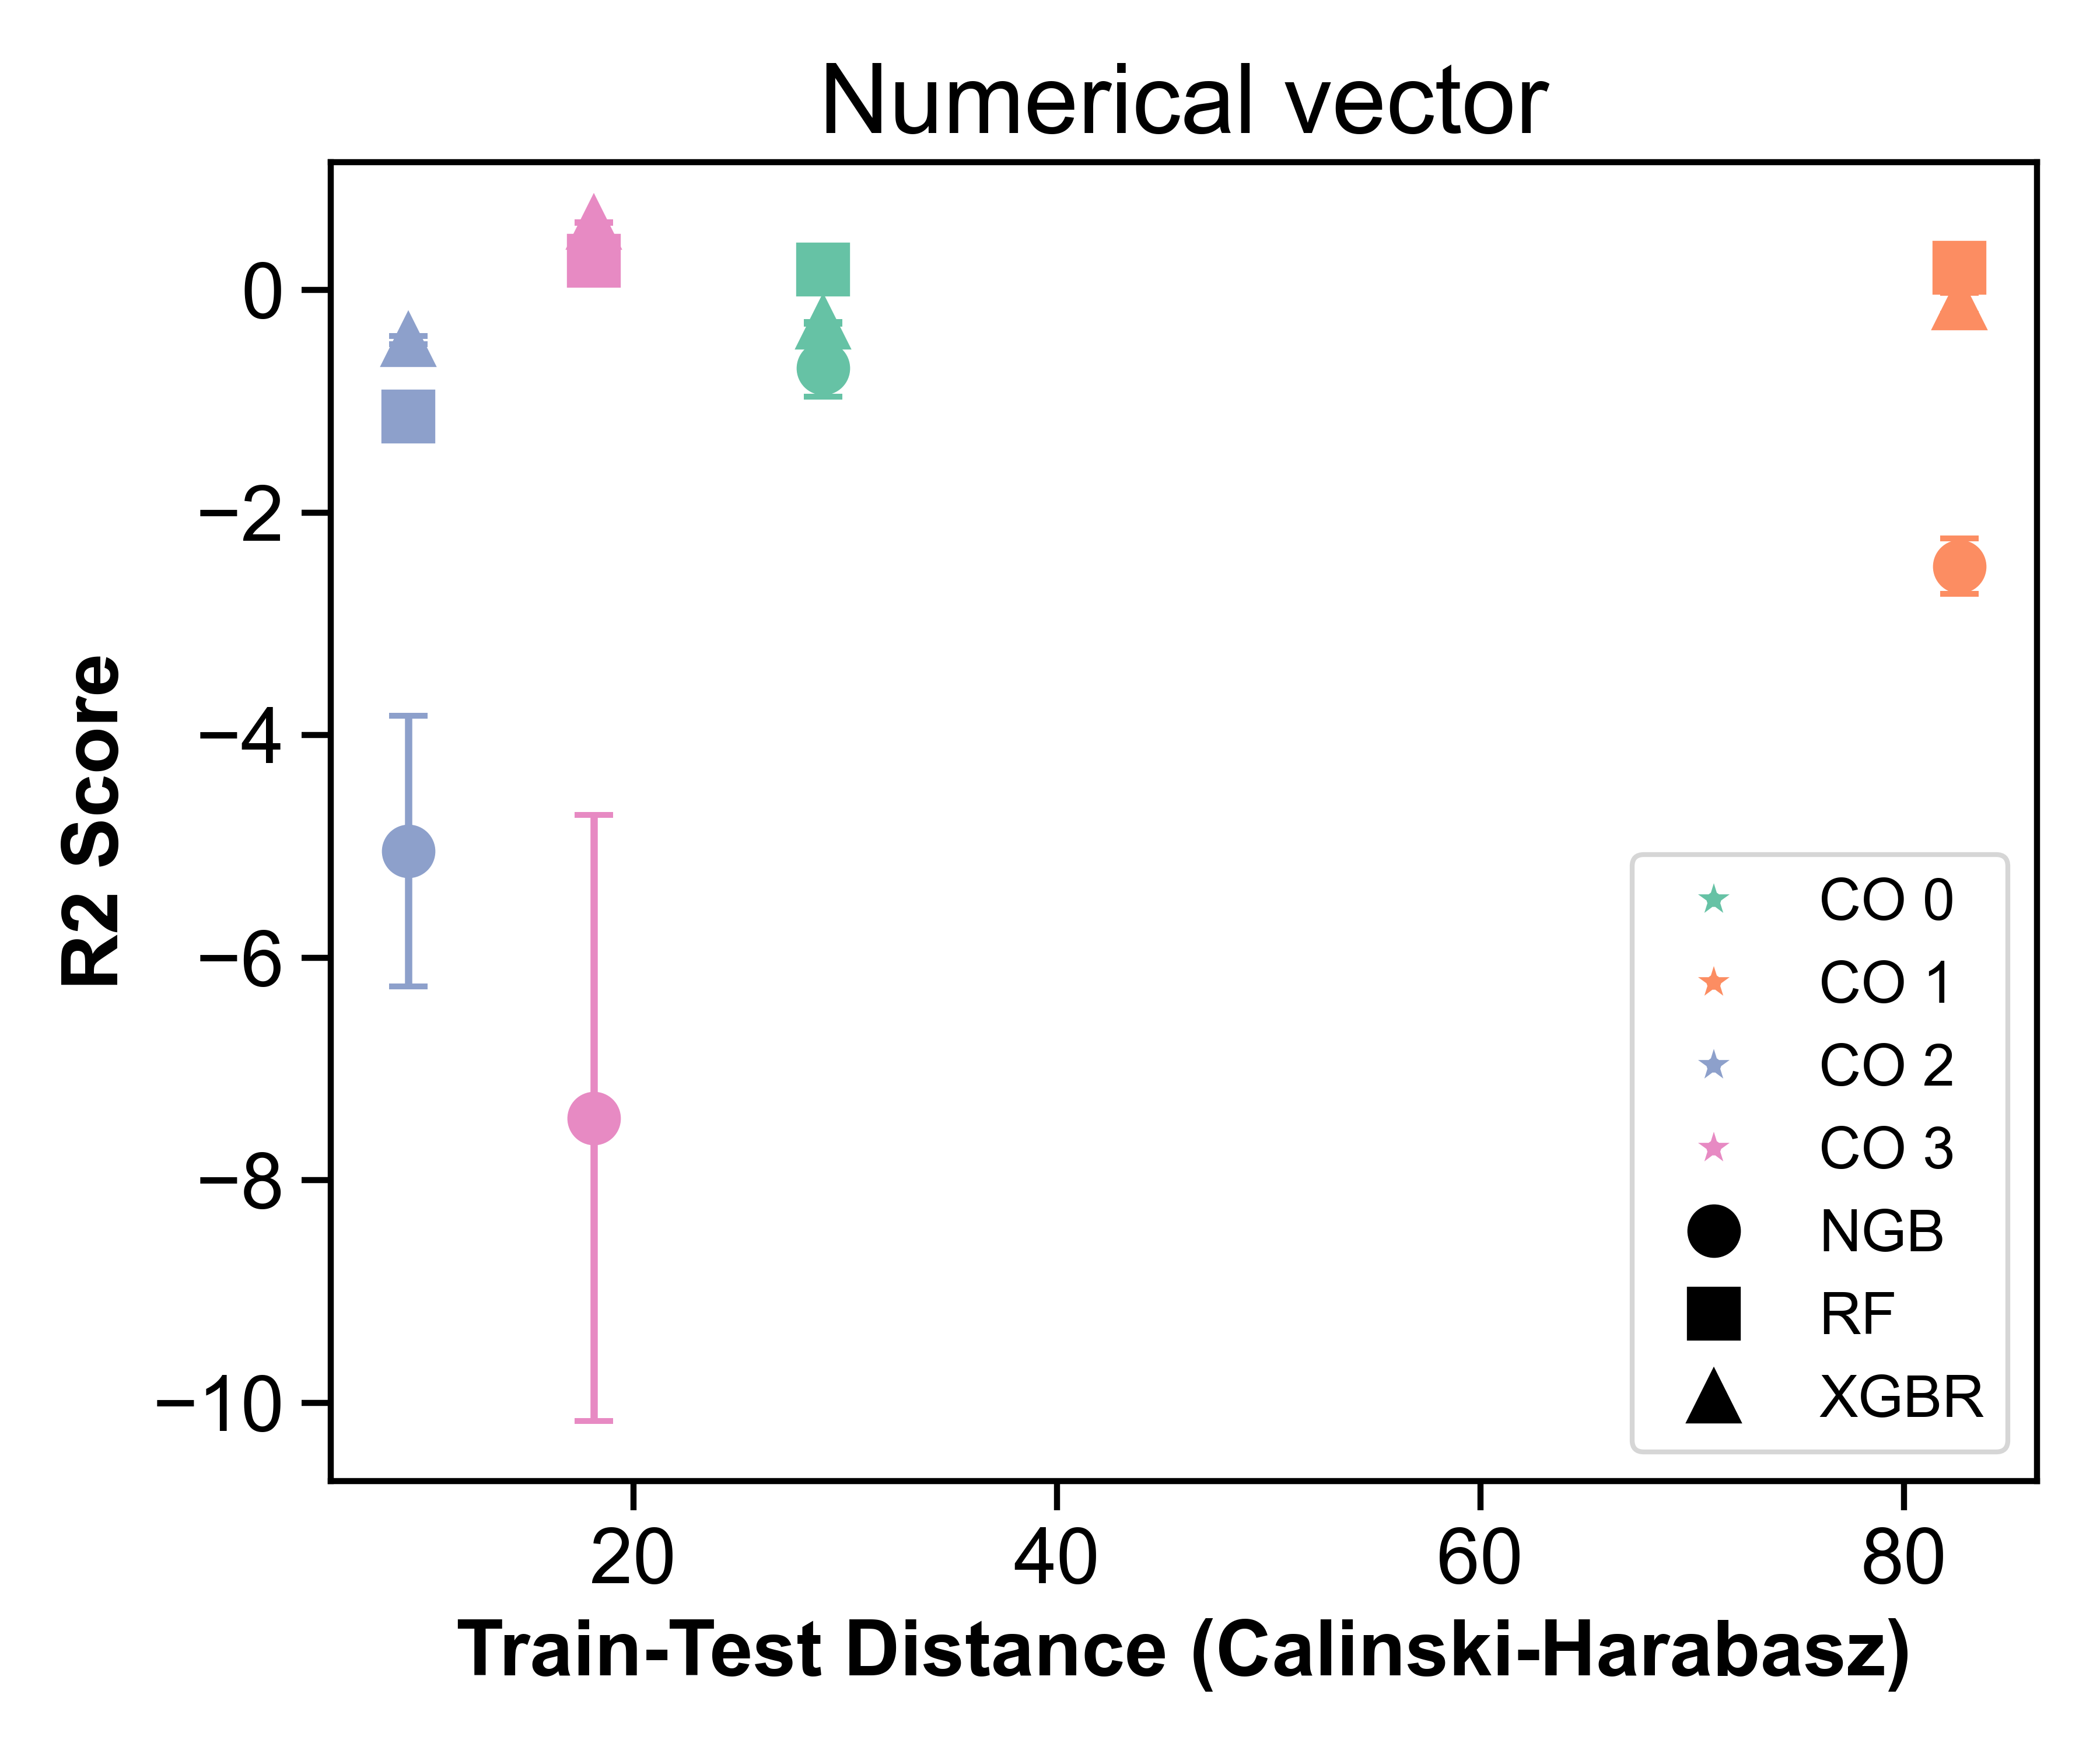 Numerical vector
R2 Score
0
−2
−4
−6
−8
−10
20 40 60 80
Train-Test Distance (Calinski-Harabasz)
CO 0
CO 1
CO 2
CO 3
NGB
RF
XGBR